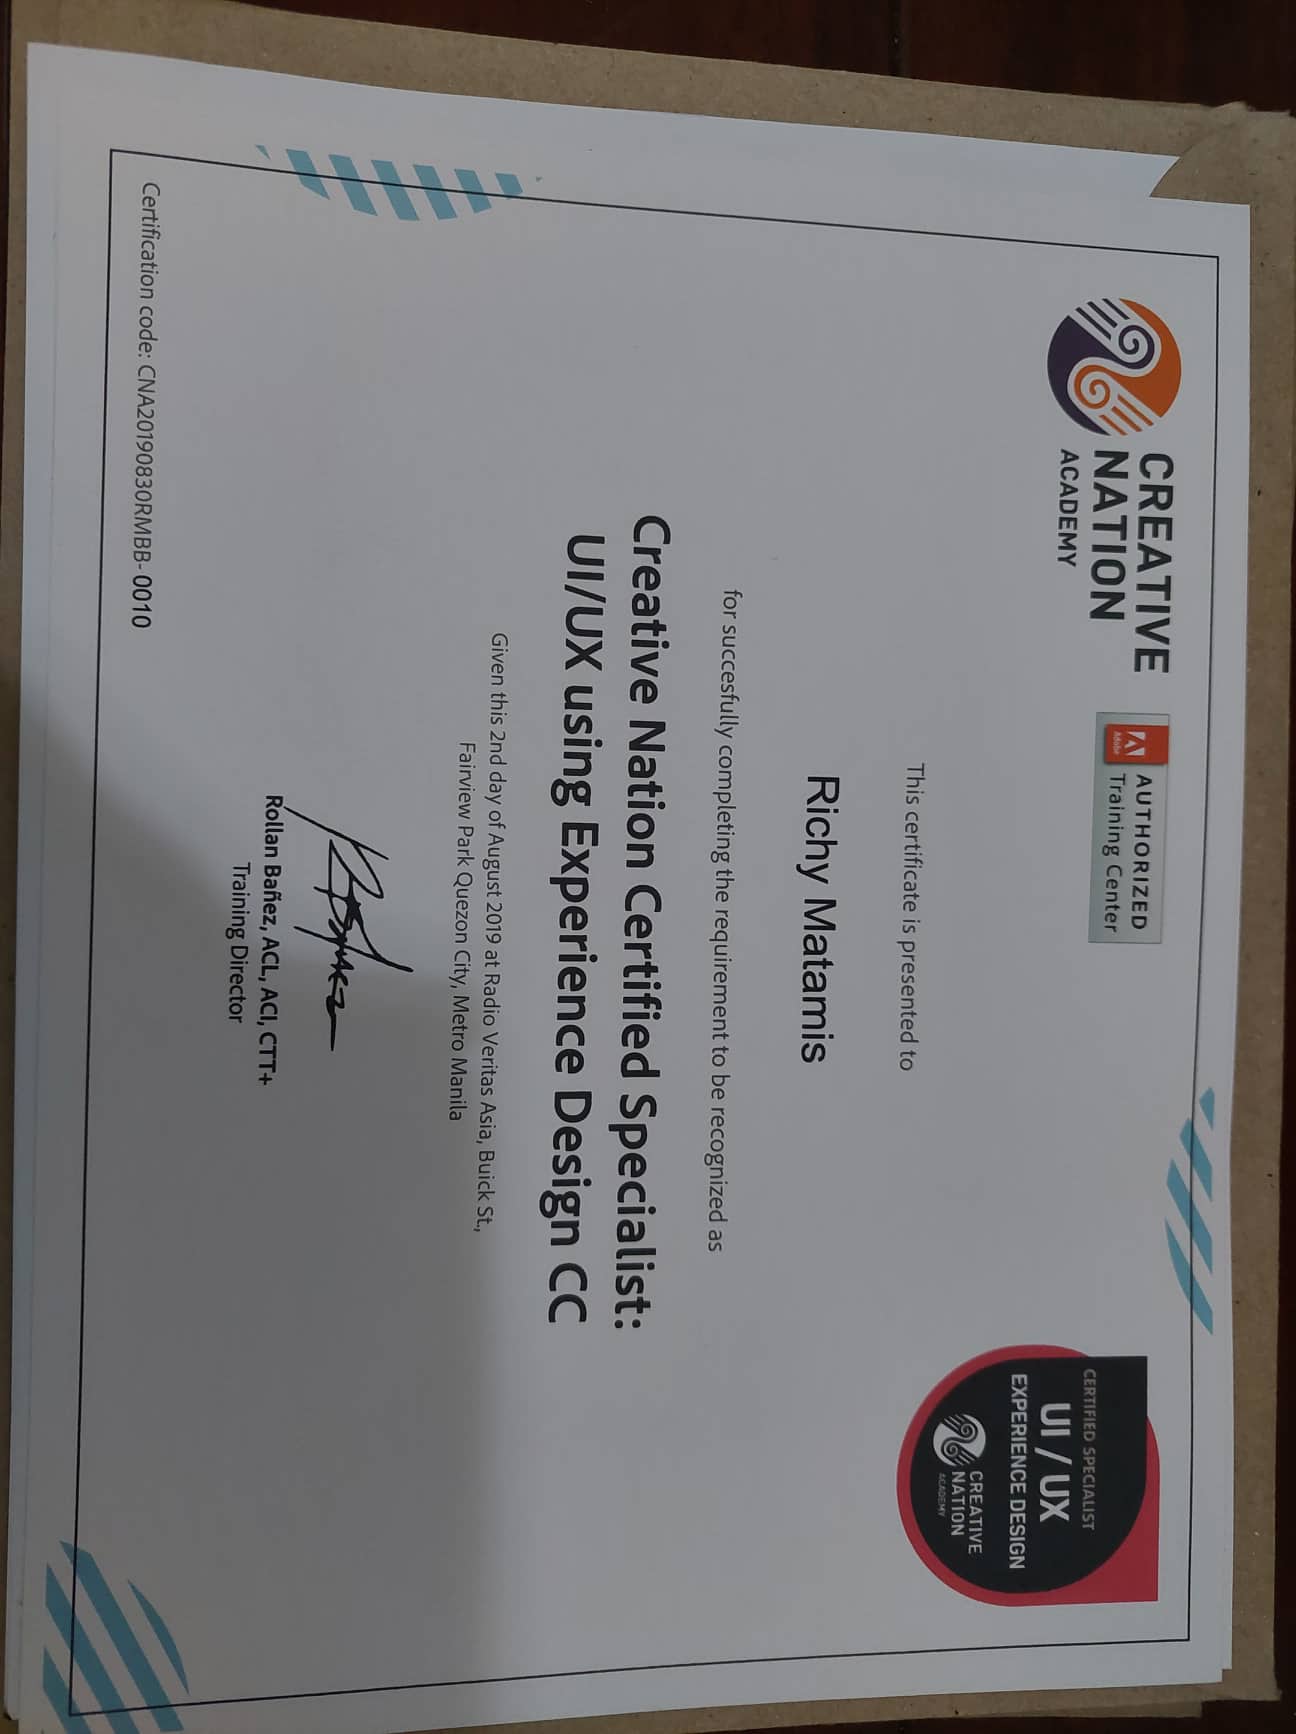 CREATIVE
NATION
ACADEMY
Adobe
AUTHORIZED
Training Center
CERTIFIED SPECIALIST
UI / UX
EXPERIENCE DESIGN
CREATIVE
NATION
ACADEMY
This certificate is presented to
Richy Matamis
for succesfully completing the requirement to be recognized as
Creative Nation Certified Specialist:
UI/UX using Experience Design CC
Given this 2nd day of August 2019 at Radio Veritas Asia, Buick St.,
Fairview Park Quezon City, Metro Manila
Rollan Bañez, ACL, ACI, CTT+
Training Director
Certification code: CNA20190830RMBB- 0010